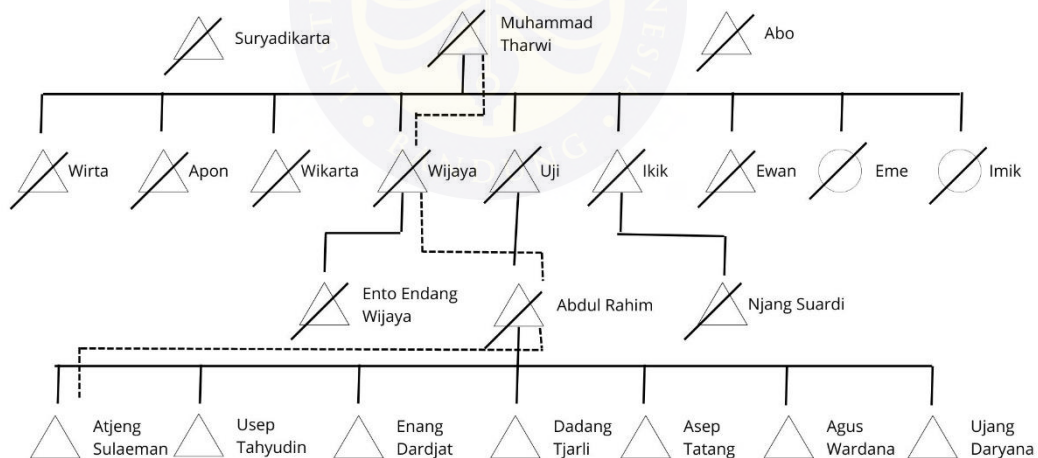 Suryadikarta
Muhammad
Tharwi
Abo
Wirta
Apon
Wikarta
Wijaya
Uji
Ikik
Ewan
Eme
Imik
Ento Endang
Wijaya
Abdul Rahim
Njang Suardi
Atjeng
Sulaeman
Usep
Tahyudin
Enang
Dardjat
Dadang
Tjarli
Asep
Tatang
Agus
Wardana
Ujang
Daryana